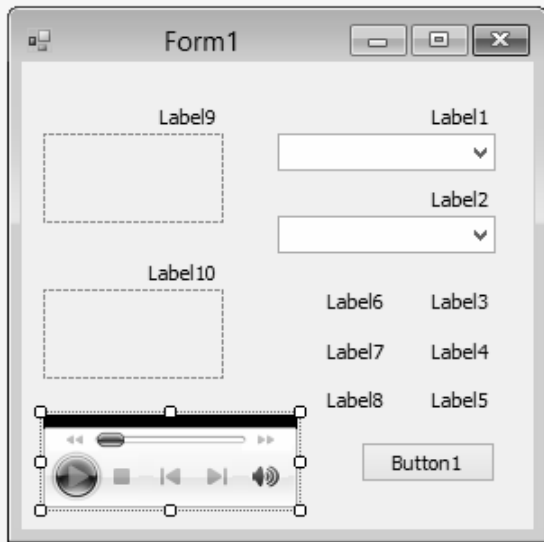 Form1
Label9 Label1
Label2
Label10
Label6 Label3
Label7 Label4
Label8 Label5
Button1